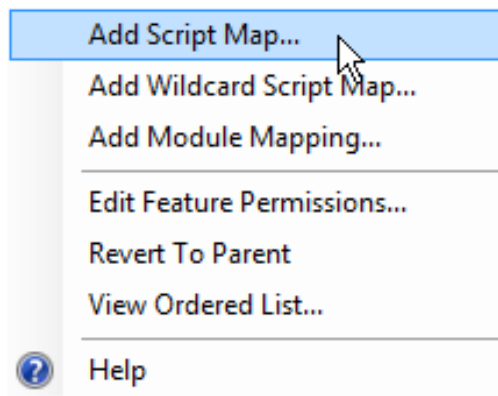 Add Script Map...
Add Wildcard Script Map...
Add Module Mapping...
Edit Feature Permissions...
Revert To Parent
View Ordered List...
Help